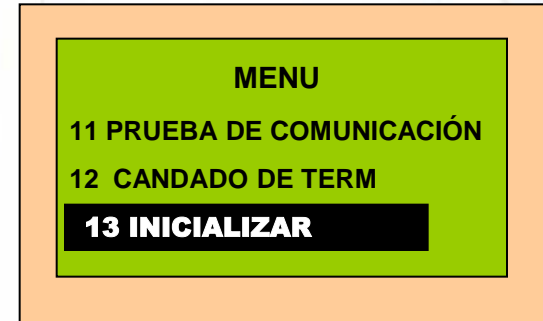 MENU
11 PRUEBA DE COMUNICACIÓN
12 CANDADO DE TERM
13 INICIALIZAR